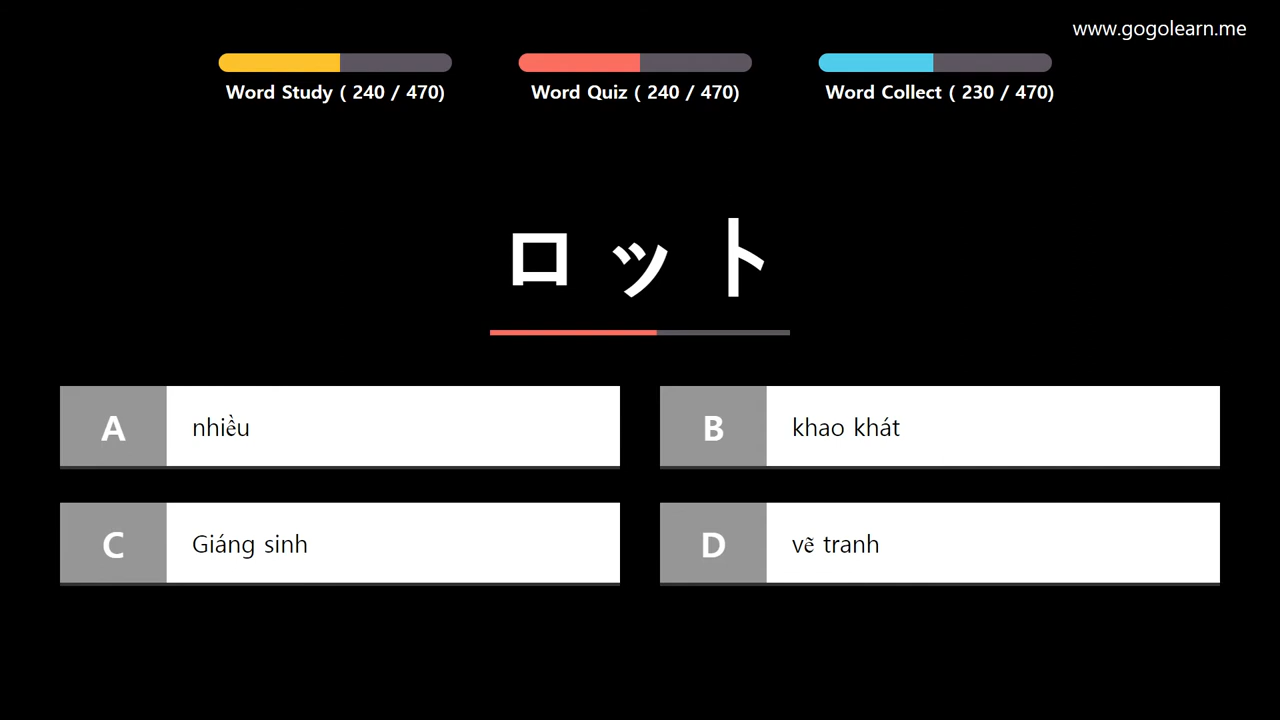 www.gogolearn.me
Word Study ( 240 / 470)
Word Quiz ( 240 / 470)
Word Collect ( 230 / 470)
ロット
A nhiều
B khao khát
C Giáng sinh
D vẽ tranh